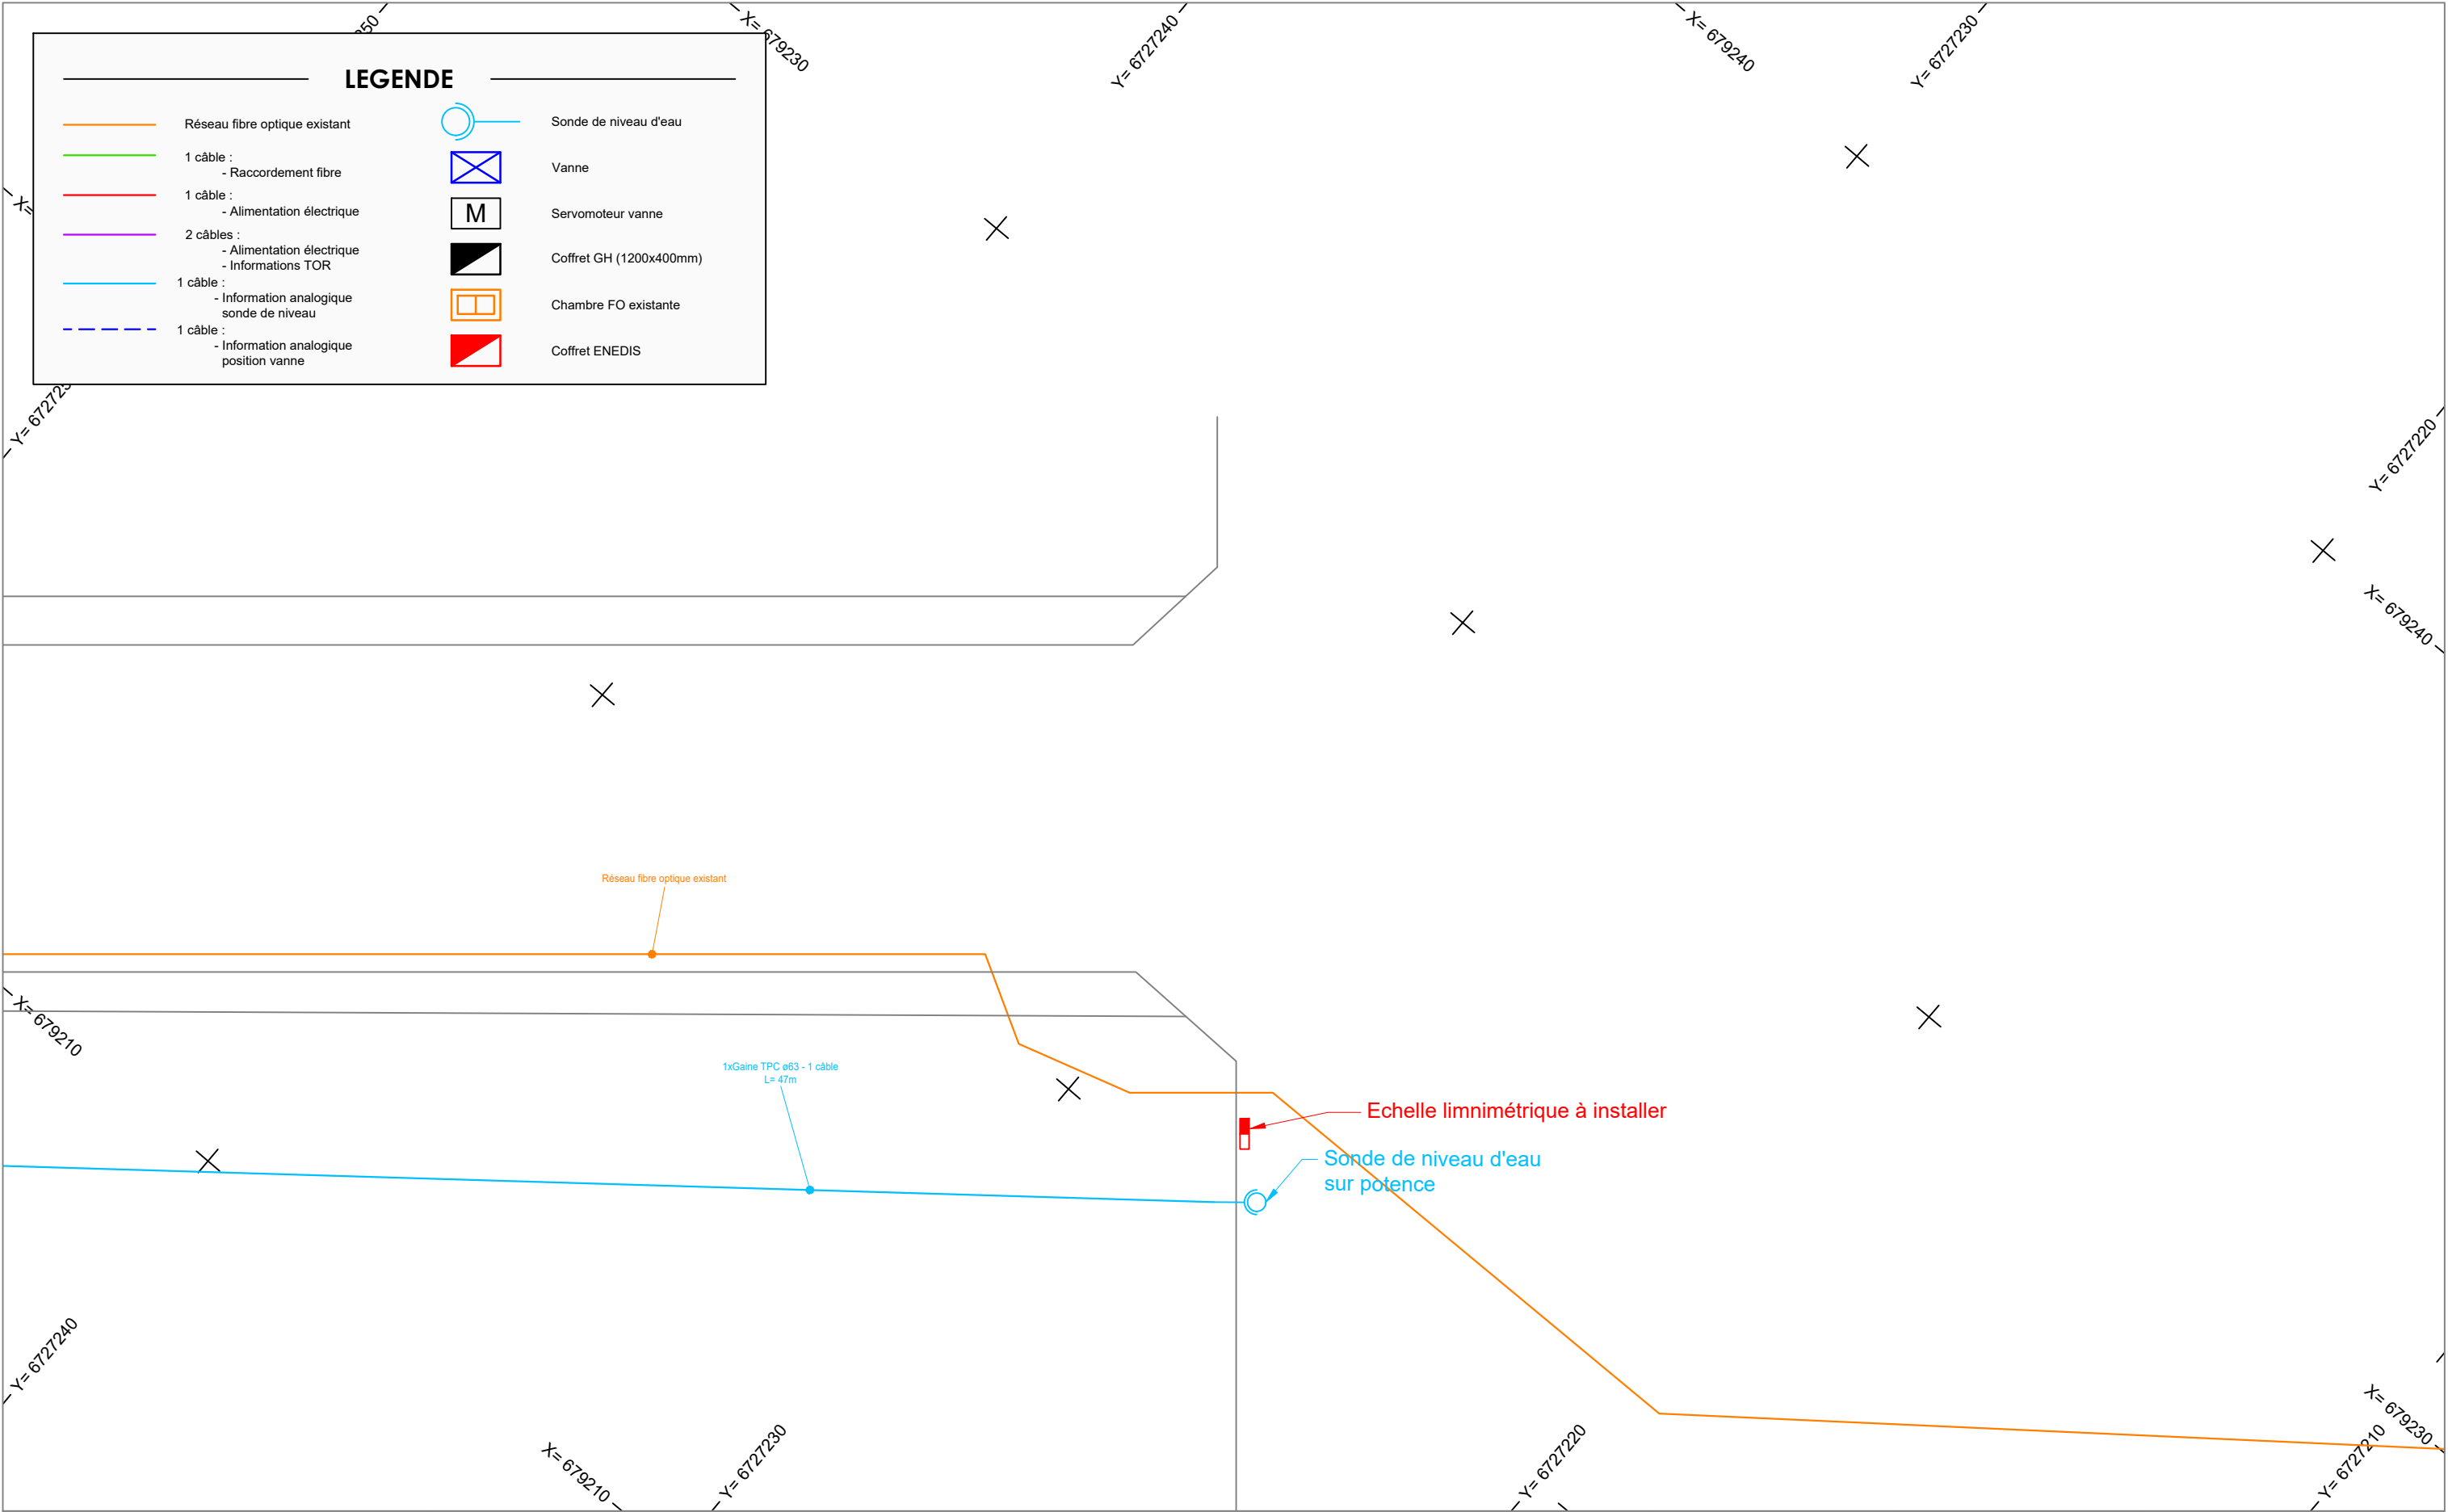 X= 679230
Y= 6727240
X= 679240
Y= 6727230
LEGENDE
Réseau fibre optique existant
1 câble :
- Raccordement fibre
1 câble :
- Alimentation électrique
2 câbles :
- Alimentation électrique
- Informations TOR
1 câble :
- Information analogique
sonde de niveau
1 câble :
- Information analogique
position vanne
Sonde de niveau d'eau
Vanne
M
Servomoteur vanne
Coffret GH (1200x400mm)
Chambre FO existante
Coffret ENEDIS
X=
Y= 672725
Y= 6727220
X= 679240
Réseau fibre optique existant
X= 679210
1xGaine TPC ø63 - 1 câble
L= 47m
Echelle limnimétrique à installer
Sonde de niveau d'eau
sur potence
Y= 6727240
X= 679210
Y= 6727230
Y= 6727220
Y= 6727210
X= 679230